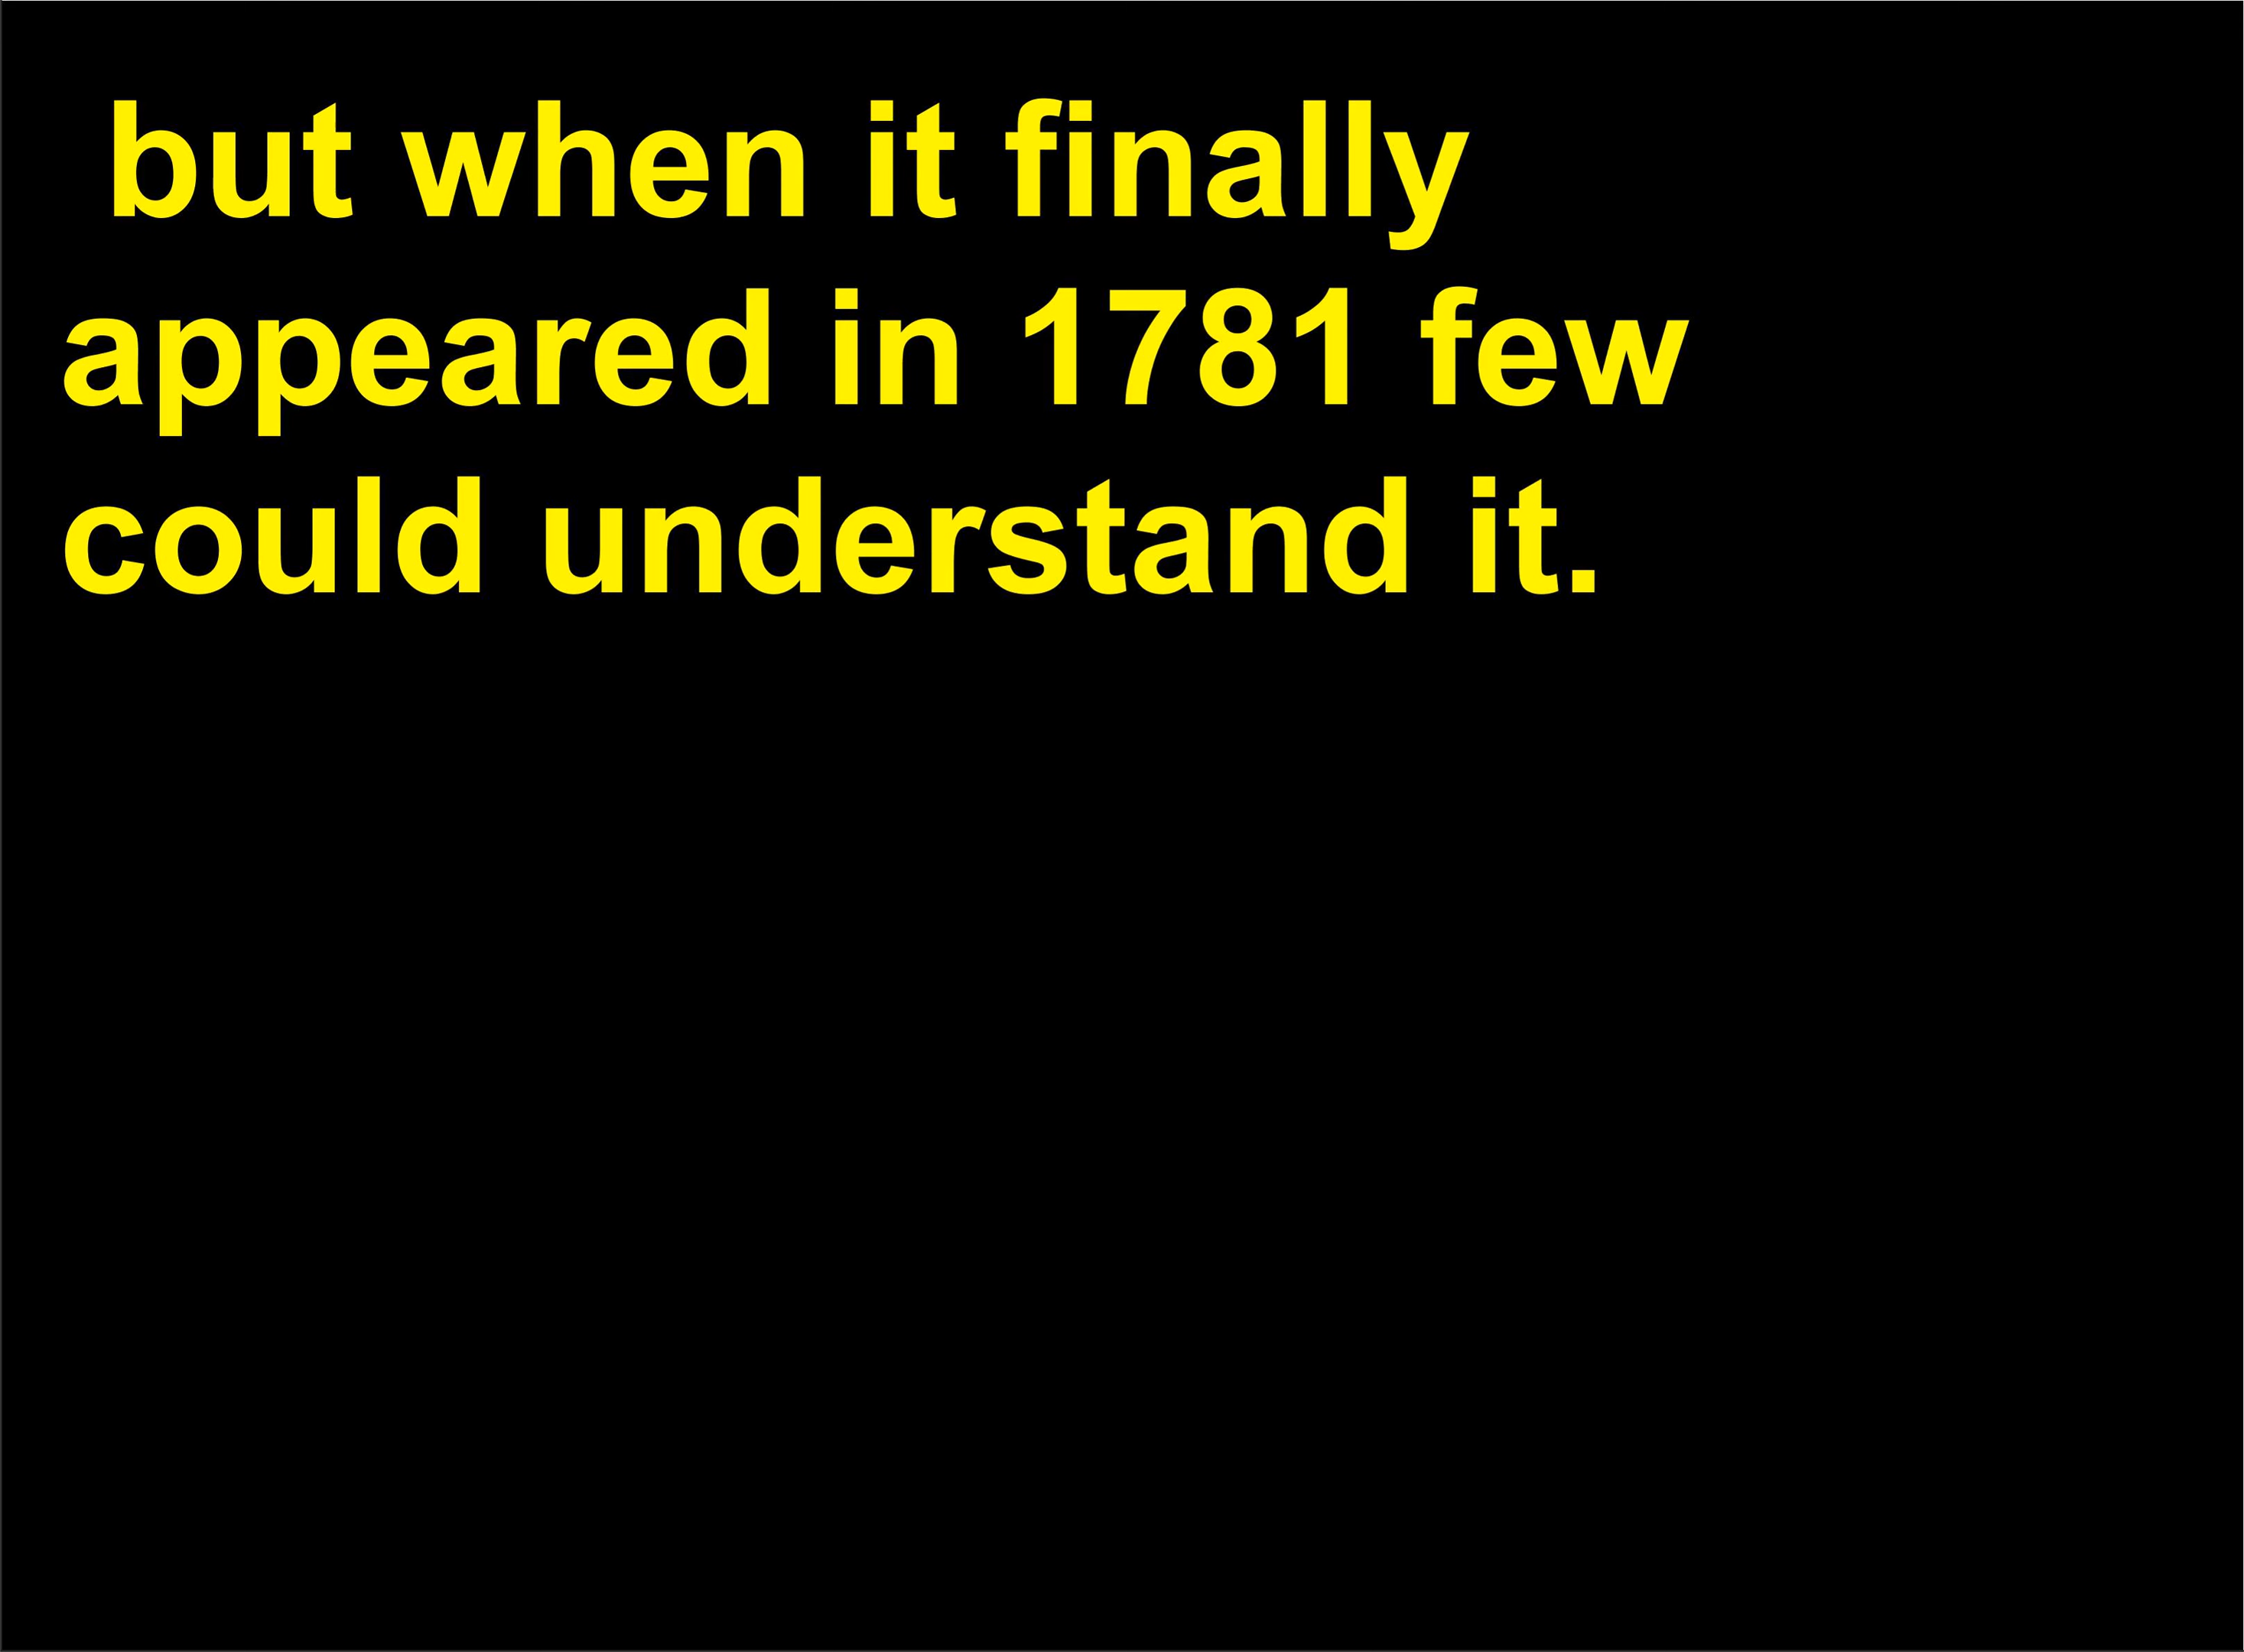 but when it finally
appeared in 1781 few
could understand it.